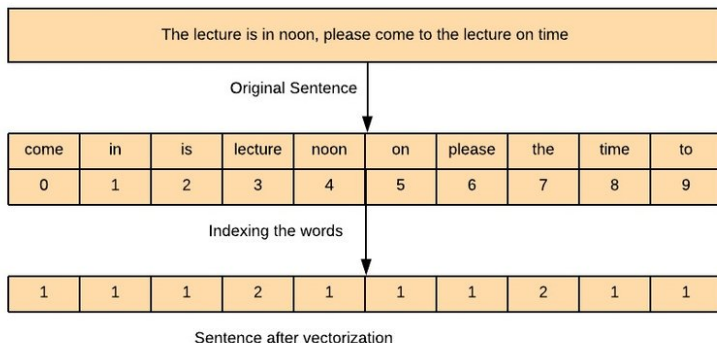 The lecture is in noon, please come to the lecture on time
Original Sentence
come in is lecture noon on please the time to
0 1 2 3 4 5 6 7 8 9
Indexing the words
1 1 1 2 1 1 1 2 1 1
Sentence after vectorization